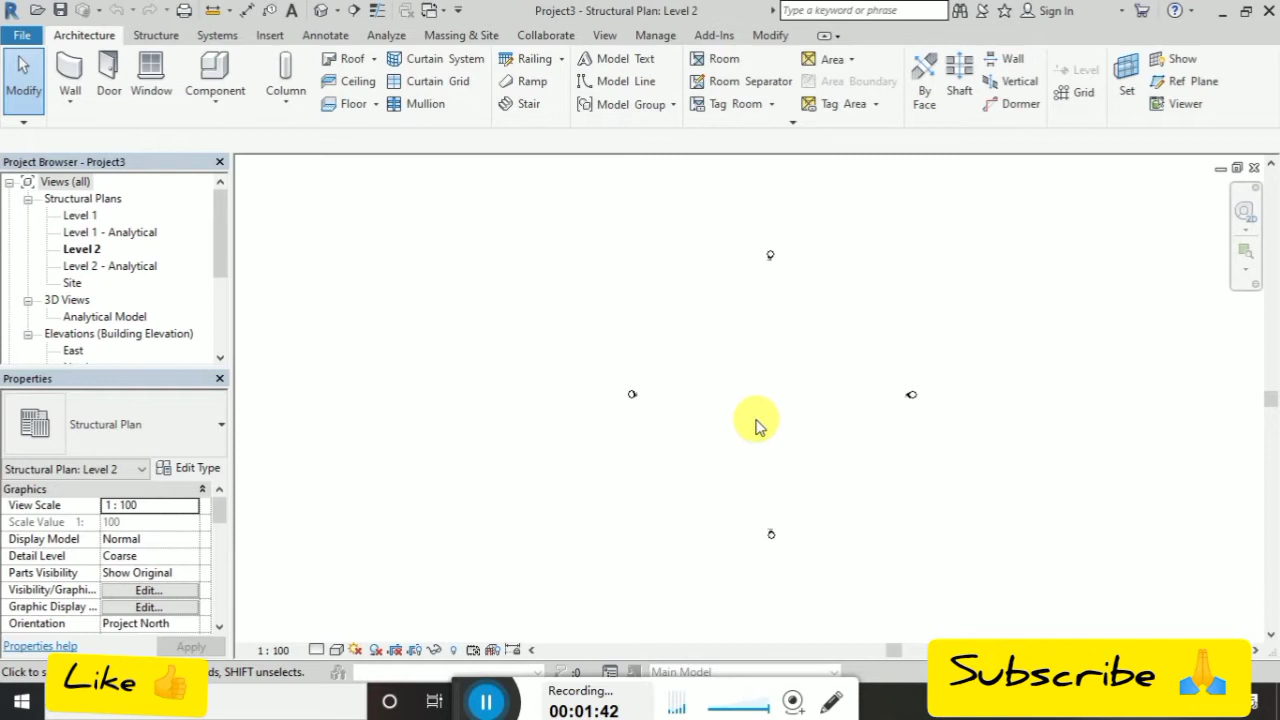 Project3 - Structural Plan: Level 2
Type a keyword or phrase
Sign In
File
Architecture
Structure
Systems
Insert
Annotate
Analyze
Massing & Site
Collaborate
View
Manage
Add-Ins
Modify
Modify
Wall
Door
Window
Component
Column
Roof
Ceiling
Floor
Curtain System
Curtain Grid
Mullion
Railing
Ramp
Stair
Model Text
Model Line
Model Group
Room
Room Separator
Tag Room
Area
Area Boundary
Tag Area
By Face
Shaft
Wall
Vertical
Dormer
Level
Grid
Set
Show
Ref Plane
Viewer
Project Browser - Project3
Views (all)
Structural Plans
Level 1
Level 1 - Analytical
Level 2
Level 2 - Analytical
Site
3D Views
Analytical Model
Elevations (Building Elevation)
East
2D
Properties
Structural Plan
Structural Plan: Level 2
Edit Type
Graphics
View Scale 1 : 100
Scale Value 1: 100
Display Model Normal
Detail Level Coarse
Parts Visibility Show Original
Visibility/Graphi... Edit...
Graphic Display ... Edit...
Orientation Project North
Properties help
Apply
1 : 100
Click to s
ds, SHIFT unselects.
:0
Main Model
Like
Recording...
00:01:42
Subscribe